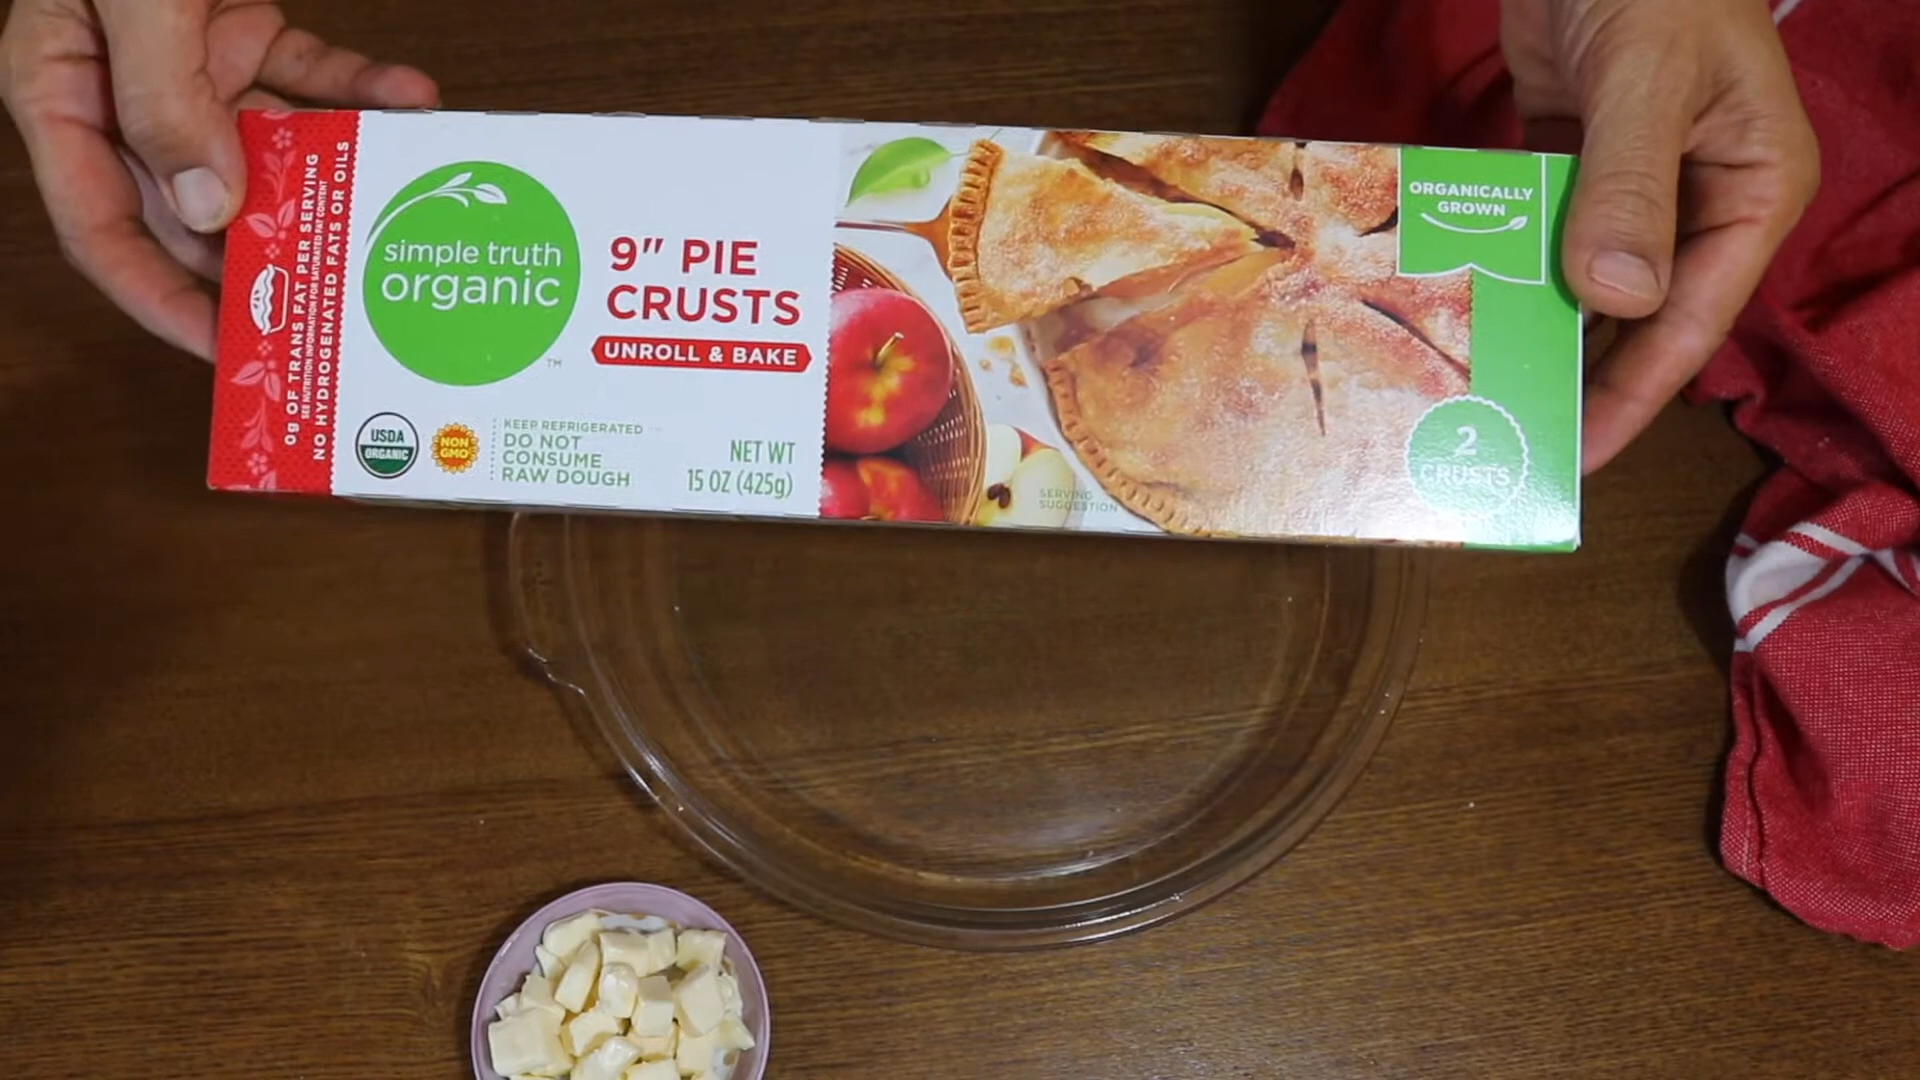 0g OF TRANS FAT PER SERVING
SEE NUTRITION INFORMATION FOR SATURATED FAT CONTENT
NO HYDROGENATED FATS OR OILS
simple truth
organic
™
9" PIE
CRUSTS
UNROLL & BAKE
USDA
ORGANIC
NON
GMO
KEEP REFRIGERATED
DO NOT
CONSUME
RAW DOUGH
NET WT
15 OZ (425g)
SERVING
SUGGESTION
ORGANICALLY
GROWN
2
CRUSTS